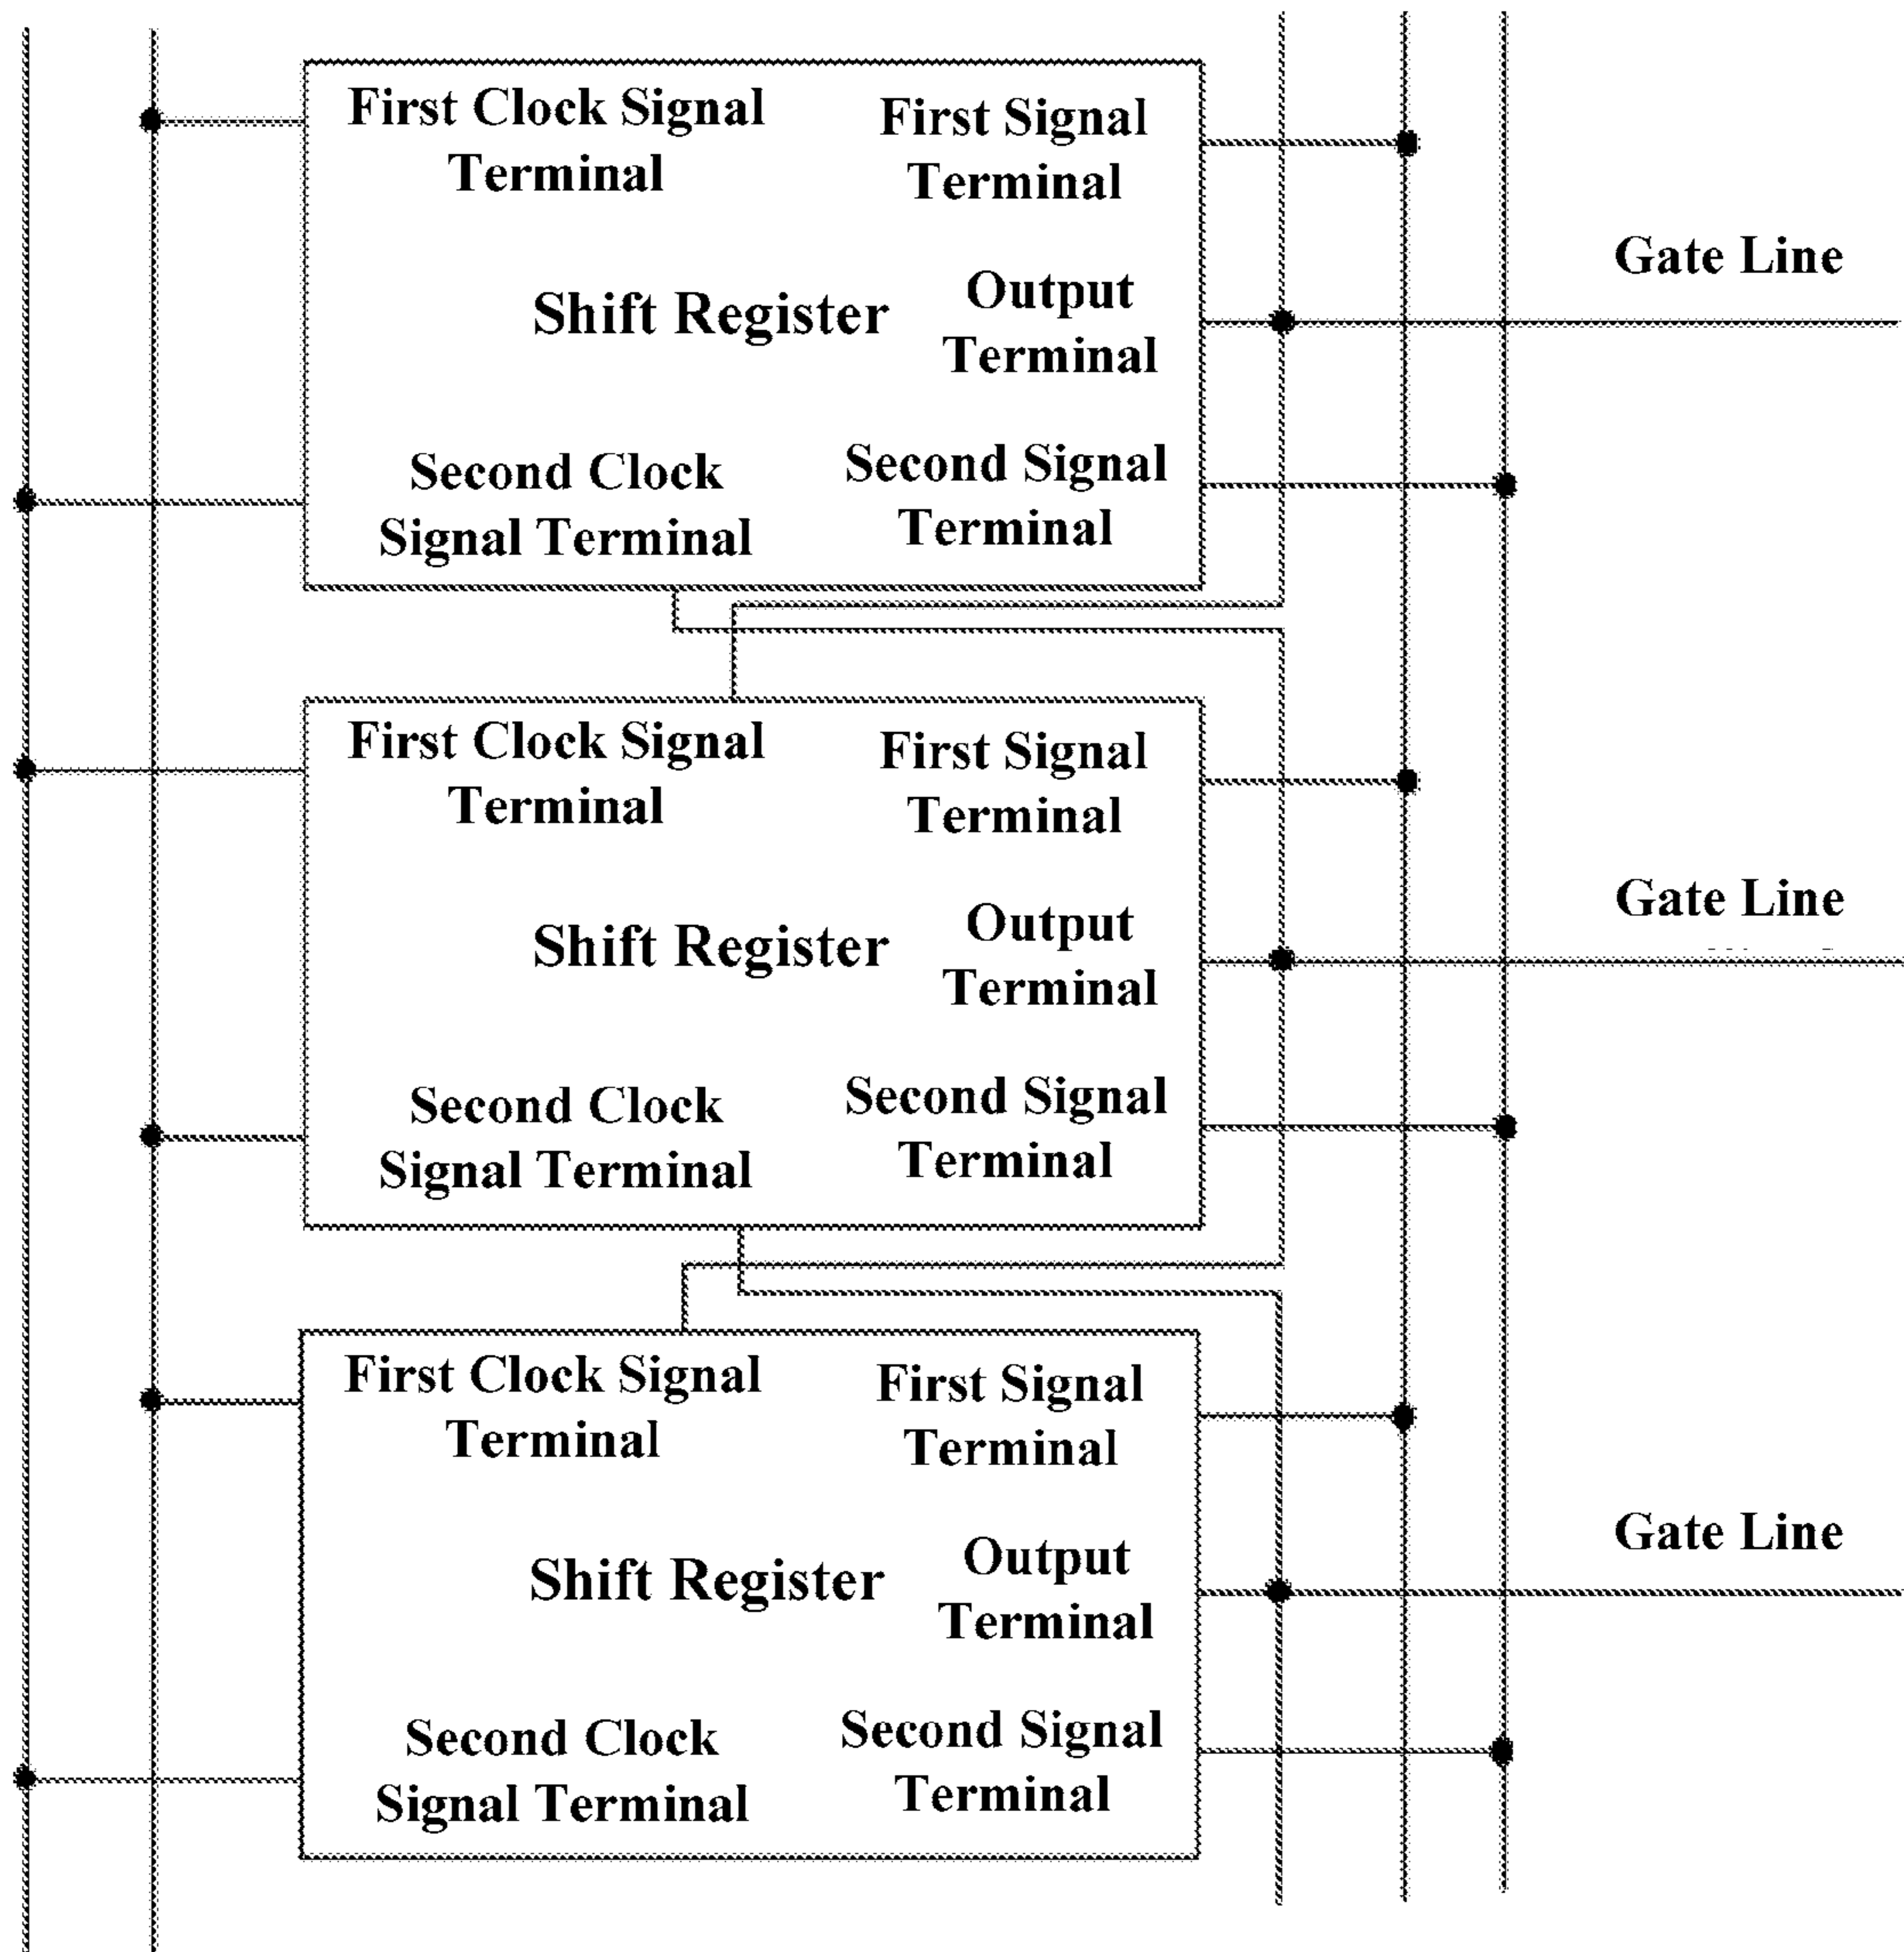 First Clock Signal
Terminal
First Signal
Terminal
Gate Line
Shift Register
Output
Terminal
Second Clock
Signal Terminal
Second Signal
Terminal
First Clock Signal
Terminal
First Signal
Terminal
Gate Line
Shift Register
Output
Terminal
Second Clock
Signal Terminal
Second Signal
Terminal
First Clock Signal
Terminal
First Signal
Terminal
Gate Line
Shift Register
Output
Terminal
Second Clock
Signal Terminal
Second Signal
Terminal